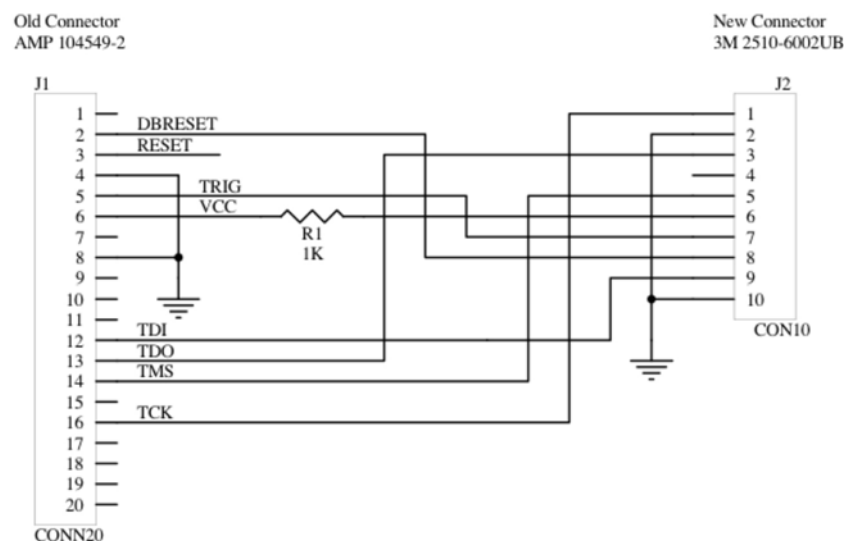 Old Connector
AMP 104549-2
New Connector
3M 2510-6002UB
J1
J2
1
2
3
4
5
6
7
8
9
10
11
12
13
14
15
16
17
18
19
20
DBRESET
RESET
TRIG
VCC
R1
1K
TDI
TDO
TMS
TCK
1
2
3
4
5
6
7
8
9
10
CON10
CONN20